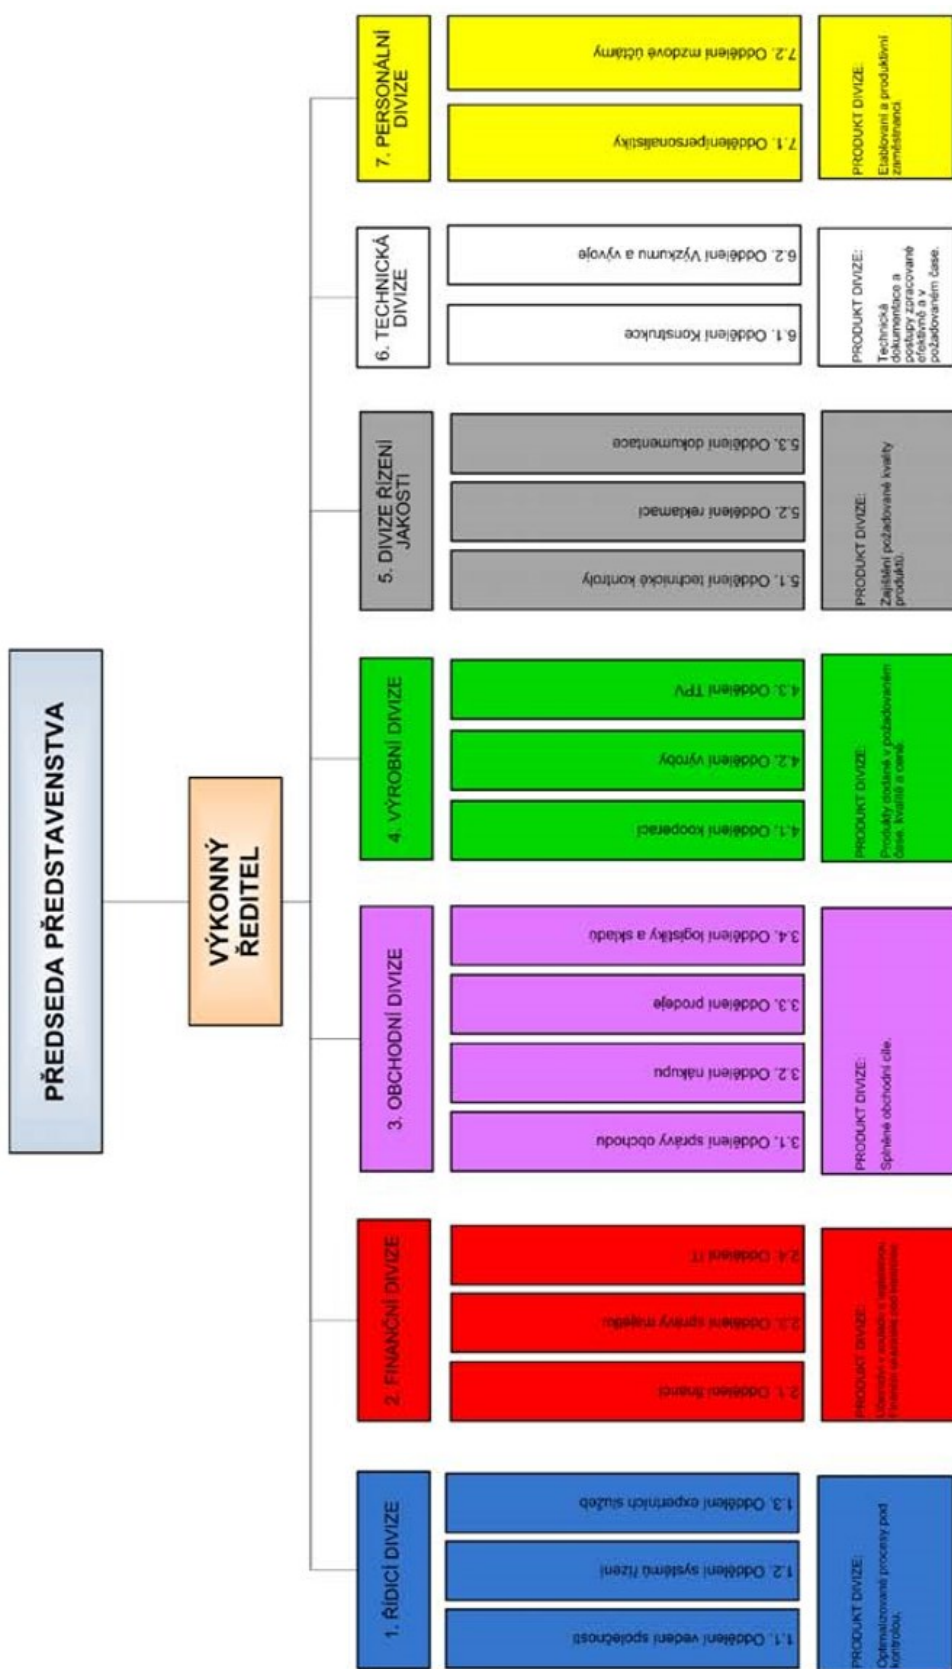 PŘEDSEDA PŘEDSTAVENSTVA
VÝKONNÝ
ŘEDITEL
1. ŘÍDICÍ DIVIZE
1.1 Oddělení vedení společnosti
1.2. Oddělení systémů řízení
1.3. Oddělení expertních služeb
PRODUKT DIVIZE:
Optimalizované procesy pod
kontrolou.
2. FINANČNÍ DIVIZE
2.1. Oddělení financí
2.3. Oddělení správy majetku
2.4. Oddělení IT
PRODUKT DIVIZE:
Účetnictví v souladu s legislativou
3. OBCHODNÍ DIVIZE
3.1. Oddělení správy obchodu
3.2. Oddělení nákupu
3.3. Oddělení prodeje
3.4. Oddělení logistiky a skladů
PRODUKT DIVIZE:
Splněné obchodní cíle.
4. VÝROBNÍ DIVIZE
4.1. Oddělení kooperací
4.2. Oddělení výroby
4.3. Oddělení TPV
PRODUKT DIVIZE:
Produkty dodané v požadovaném
čase, kvalitě a ceně.
5. DIVIZE ŘÍZENÍ
JAKOSTI
5.1. Oddělení technické kontroly
5.2. Oddělení reklamací
5.3. Oddělení dokumentace
PRODUKT DIVIZE:
Zajištění požadované kvality
produktů.
6. TECHNICKÁ
DIVIZE
6.1. Oddělení Konstrukce
6.2. Oddělení Výzkumu a vývoje
PRODUKT DIVIZE:
Technická
dokumentace a
postupy zpracované
efektivně a v
požadovaném čase.
7. PERSONÁLNÍ
DIVIZE
7.1. Oddělenípersonalistiky
7.2. Oddělení mzdové účtárny
PRODUKT DIVIZE:
Etablovaní a produktivní
zaměstnanci.